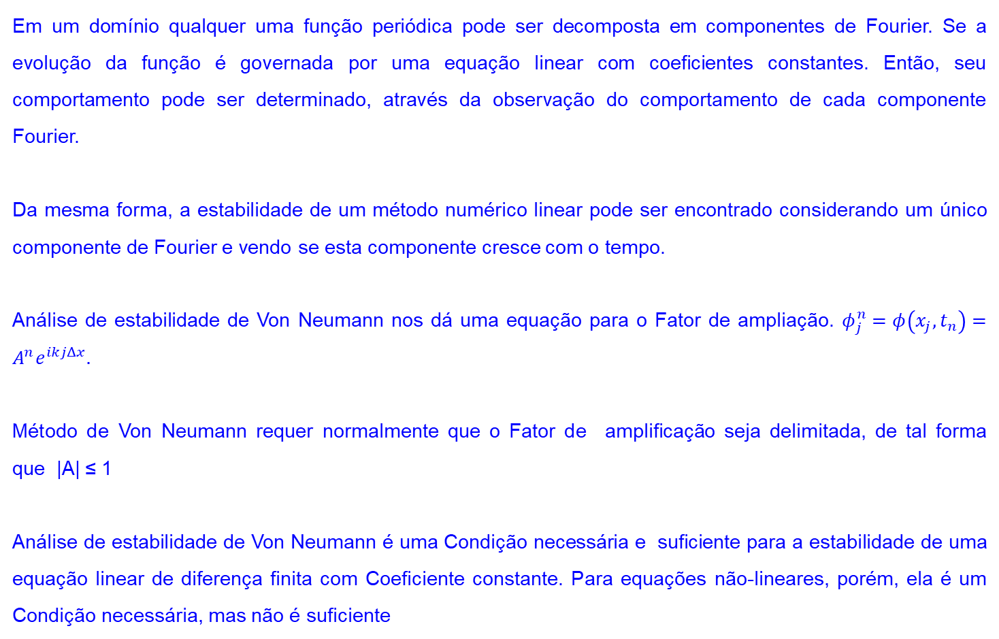 Em um domínio qualquer uma função periódica pode ser decomposta em componentes de Fourier. Se a
evolução da função é governada por uma equação linear com coeficientes constantes. Então, seu
comportamento pode ser determinado, através da observação do comportamento de cada componente
Fourier.
Da mesma forma, a estabilidade de um método numérico linear pode ser encontrado considerando um único
componente de Fourier e vendo se esta componente cresce com o tempo.
Análise de estabilidade de Von Neumann nos dá uma equação para o Fator de ampliação. $\phi_j^n = \phi(x_j, t_n) =$
$A^n e^{ikj\Delta x}$.
Método de Von Neumann requer normalmente que o Fator de  amplificação seja delimitada, de tal forma
que  |A| ≤ 1
Análise de estabilidade de Von Neumann é uma Condição necessária e  suficiente para a estabilidade de uma
equação linear de diferença finita com Coeficiente constante. Para equações não-lineares, porém, ela é um
Condição necessária, mas não é suficiente